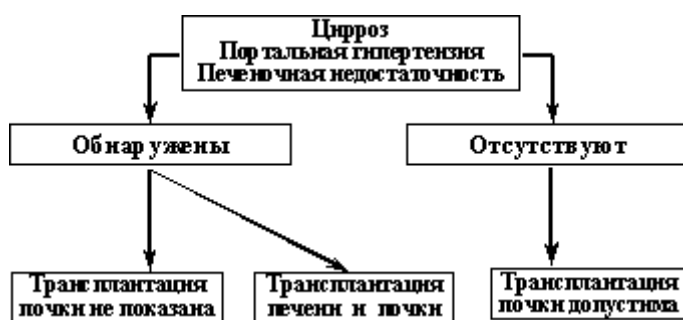 Цирроз
Портальная гипертензия
Печеночная недостаточность
Обнаружены
Отсутствуют
Трансплантация
почки не показана
Трансплантация
печени и почки
Трансплантация
почки допустима